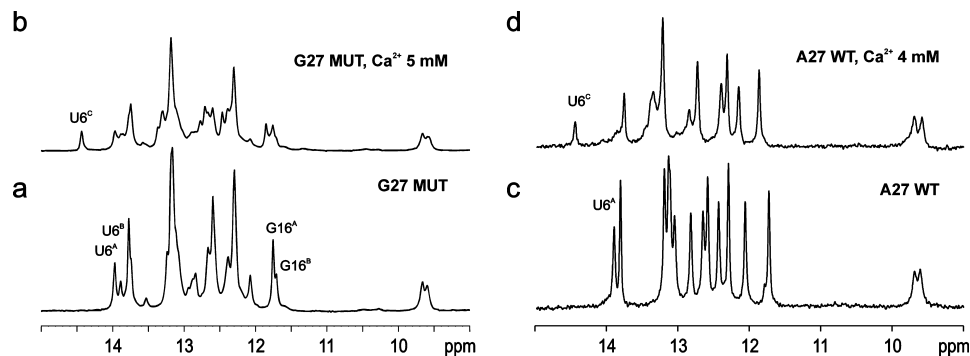 b
G27 MUT, Ca²⁺ 5 mM
U6ᶜ
a
G27 MUT
U6ᴮ
U6ᴬ
G16ᴬ
G16ᴮ
14 13 12 11 10 ppm
d
A27 WT, Ca²⁺ 4 mM
U6ᶜ
c
A27 WT
U6ᴬ
14 13 12 11 10 ppm